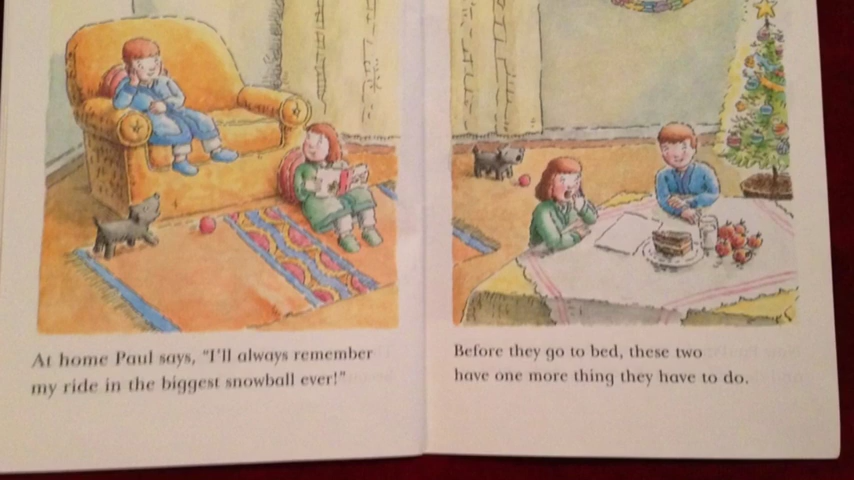 At home Paul says, "I'll always remember
my ride in the biggest snowball ever!"
Before they go to bed, these two
have one more thing they have to do.